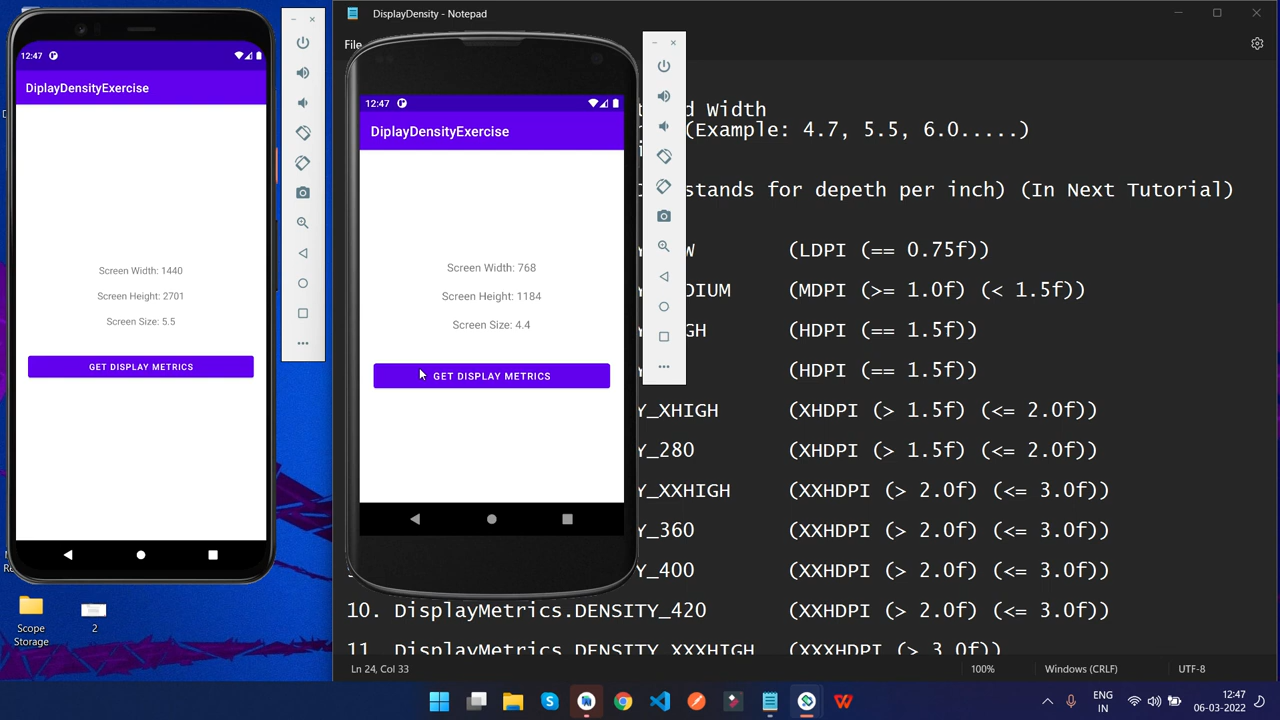 12:47
DiplayDensityExercise
Screen Width: 1440
Screen Height: 2701
Screen Size: 5.5
GET DISPLAY METRICS
Scope
Storage
2
DisplayDensity - Notepad
File
12:47
DiplayDensityExercise
Screen Width: 768
Screen Height: 1184
Screen Size: 4.4
GET DISPLAY METRICS
d Width
(Example: 4.7, 5.5, 6.0.....)
stands for depeth per inch) (In Next Tutorial)
W (LDPI (== 0.75f))
DIUM (MDPI (>= 1.0f) (< 1.5f))
GH (HDPI (== 1.5f))
(HDPI (== 1.5f))
Y_XHIGH (XHDPI (> 1.5f) (<= 2.0f))
Y_280 (XHDPI (> 1.5f) (<= 2.0f))
Y_XXHIGH (XXHDPI (> 2.0f) (<= 3.0f))
Y_360 (XXHDPI (> 2.0f) (<= 3.0f))
Y_400 (XXHDPI (> 2.0f) (<= 3.0f))
10. DisplayMetrics.DENSITY_420 (XXHDPI (> 2.0f) (<= 3.0f))
11. DisplayMetrics.DENSITY_XXXHIGH (XXXHDPI (> 3.0f))
Ln 24, Col 33
100%
Windows (CRLF)
UTF-8
ENG
IN
12:47
06-03-2022